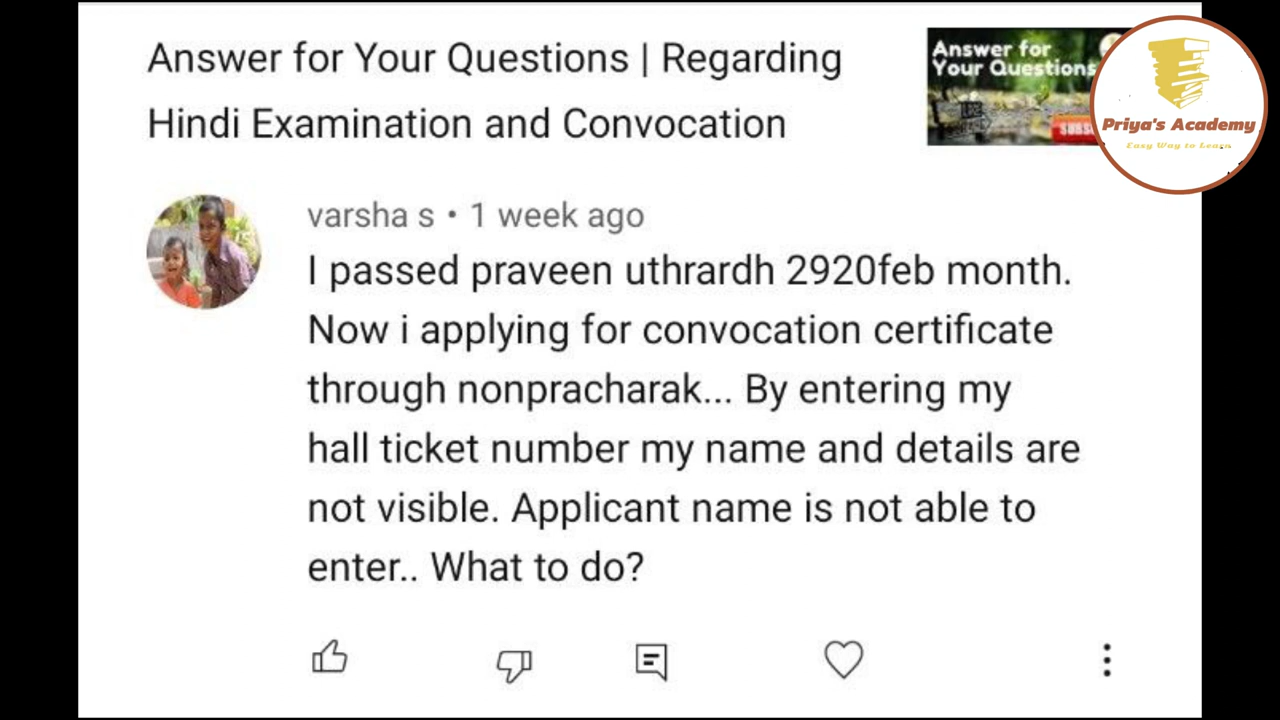 Answer for Your Questions | Regarding
Hindi Examination and Convocation
Answer for
Your Questions
SUBS
Priya's Academy
Easy Way to Learn
varsha s • 1 week ago
I passed praveen uthrardh 2920feb month.
Now i applying for convocation certificate
through nonpracharak... By entering my
hall ticket number my name and details are
not visible. Applicant name is not able to
enter.. What to do?